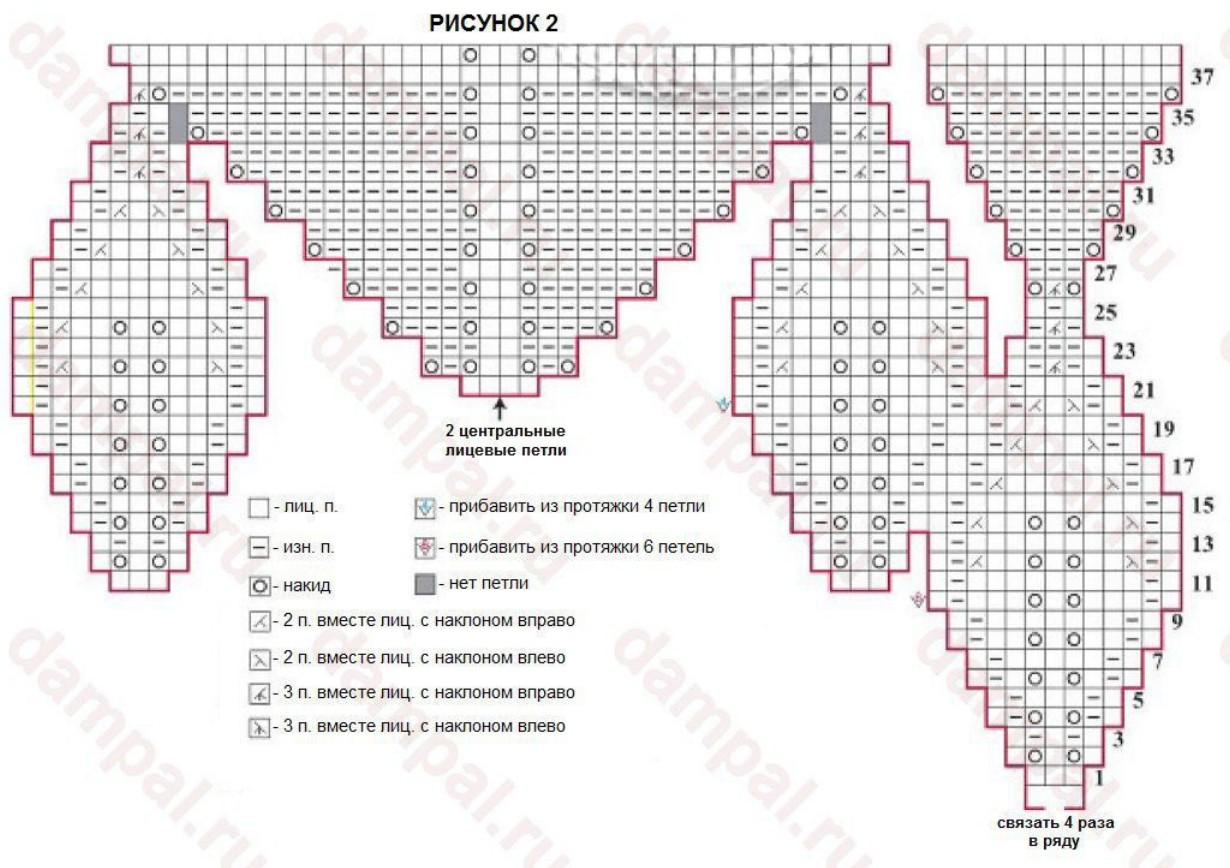 РИСУНОК 2
37
35
33
31
29
27
25
23
21
19
17
15
13
11
9
7
5
3
1
2 центральные
лицевые петли
- лиц. п.
- изн. п.
- накид
- 2 п. вместе лиц. с наклоном вправо
- 2 п. вместе лиц. с наклоном влево
- 3 п. вместе лиц. с наклоном вправо
- 3 п. вместе лиц. с наклоном влево
- прибавить из протяжки 4 петли
- прибавить из протяжки 6 петель
- нет петли
связать 4 раза
в ряду
dampal.ru